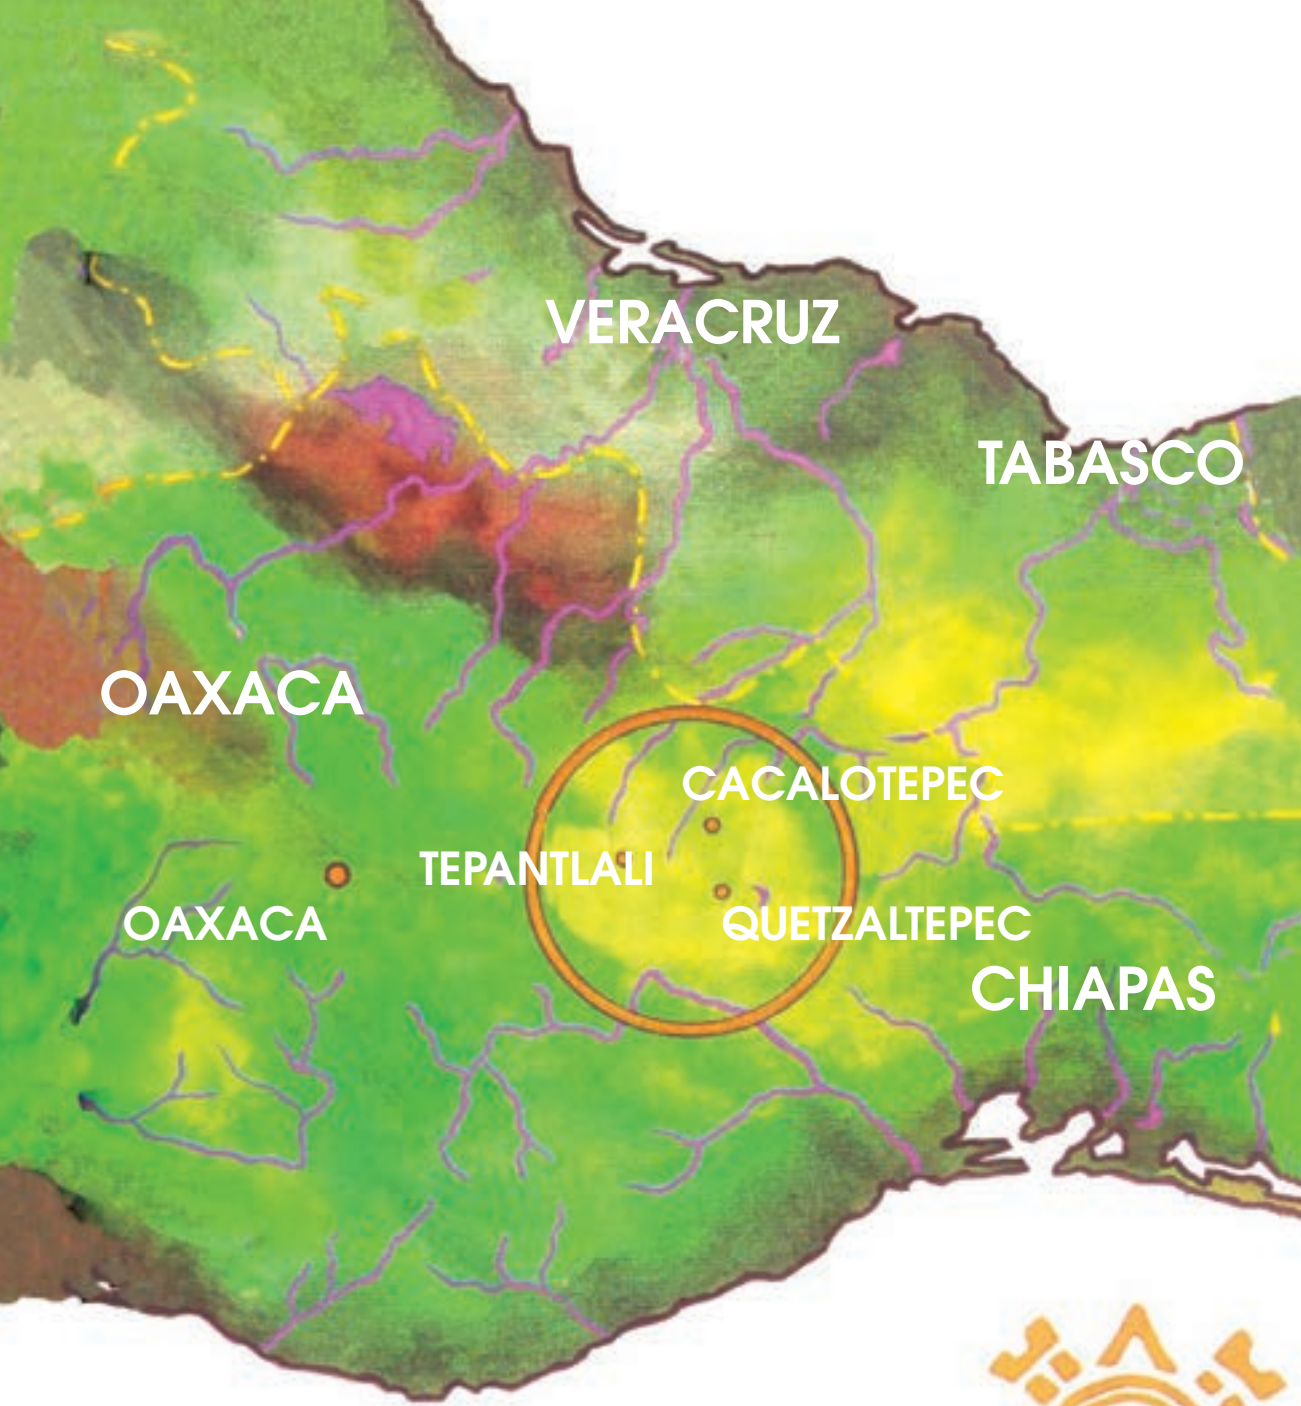 VERACRUZ
TABASCO
OAXACA
CACALOTEPEC
TEPANTLALI
OAXACA
QUETZALTEPEC
CHIAPAS